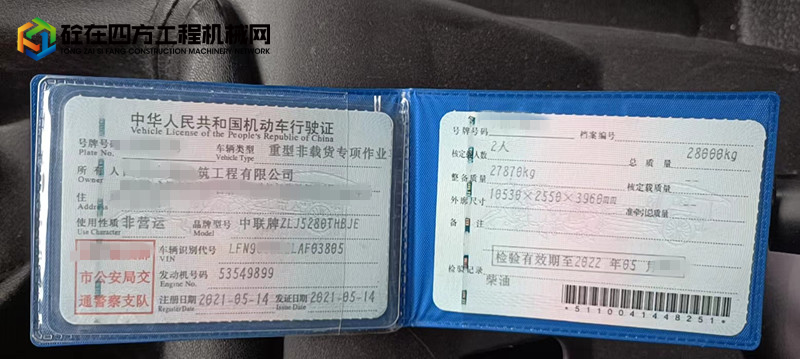 砼在四方工程机械网
TONG ZAI SI FANG CONSTRUCTION MACHINERY NETWORK
中华人民共和国机动车行驶证
Vehicle License of the People's Republic of China
号牌号码
Plate No.
车辆类型 重型非载货专项作业
Vehicle Type
所有人 筑工程有限公司
Owner
住
Address
使用性质 非营运 品牌型号 中联牌ZLJ5280THBJE
Use Character
车辆识别代号 LFN9 LAF03805
VIN
发动机号码 53549899
Engine No.
市公安局交
通警察支队
注册日期 2021-05-14 发证日期 2021-05-14
Register Date Issue Date
号牌号码 档案编号
核定载人数 2人 总质量 28000kg
整备质量 27870kg 核定载质量
外廓尺寸 10530×2550×3960mm 准牵引总质量
备注
检验记录 检验有效期至2022年05月
柴油
*5110041448251*